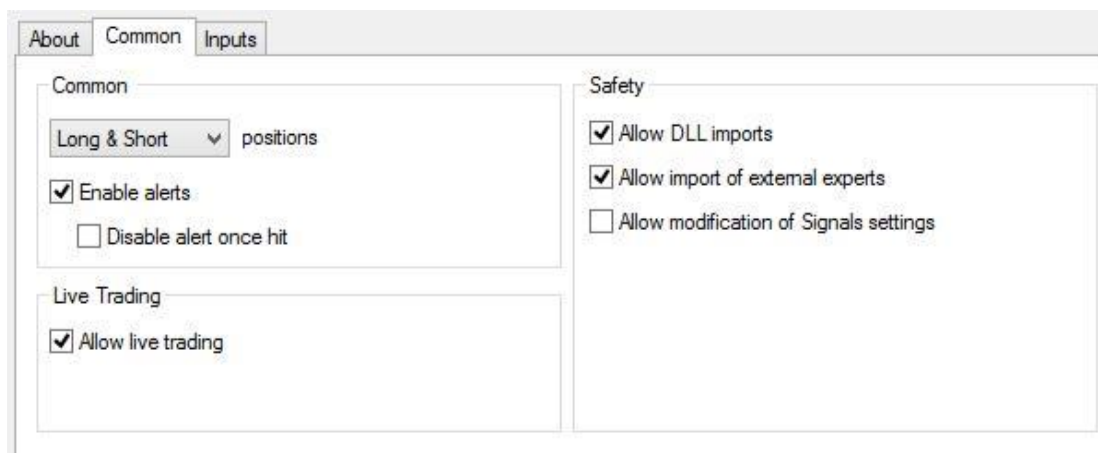 About Common Inputs
Common
Long & Short positions
Enable alerts
Disable alert once hit
Live Trading
Allow live trading
Safety
Allow DLL imports
Allow import of external experts
Allow modification of Signals settings